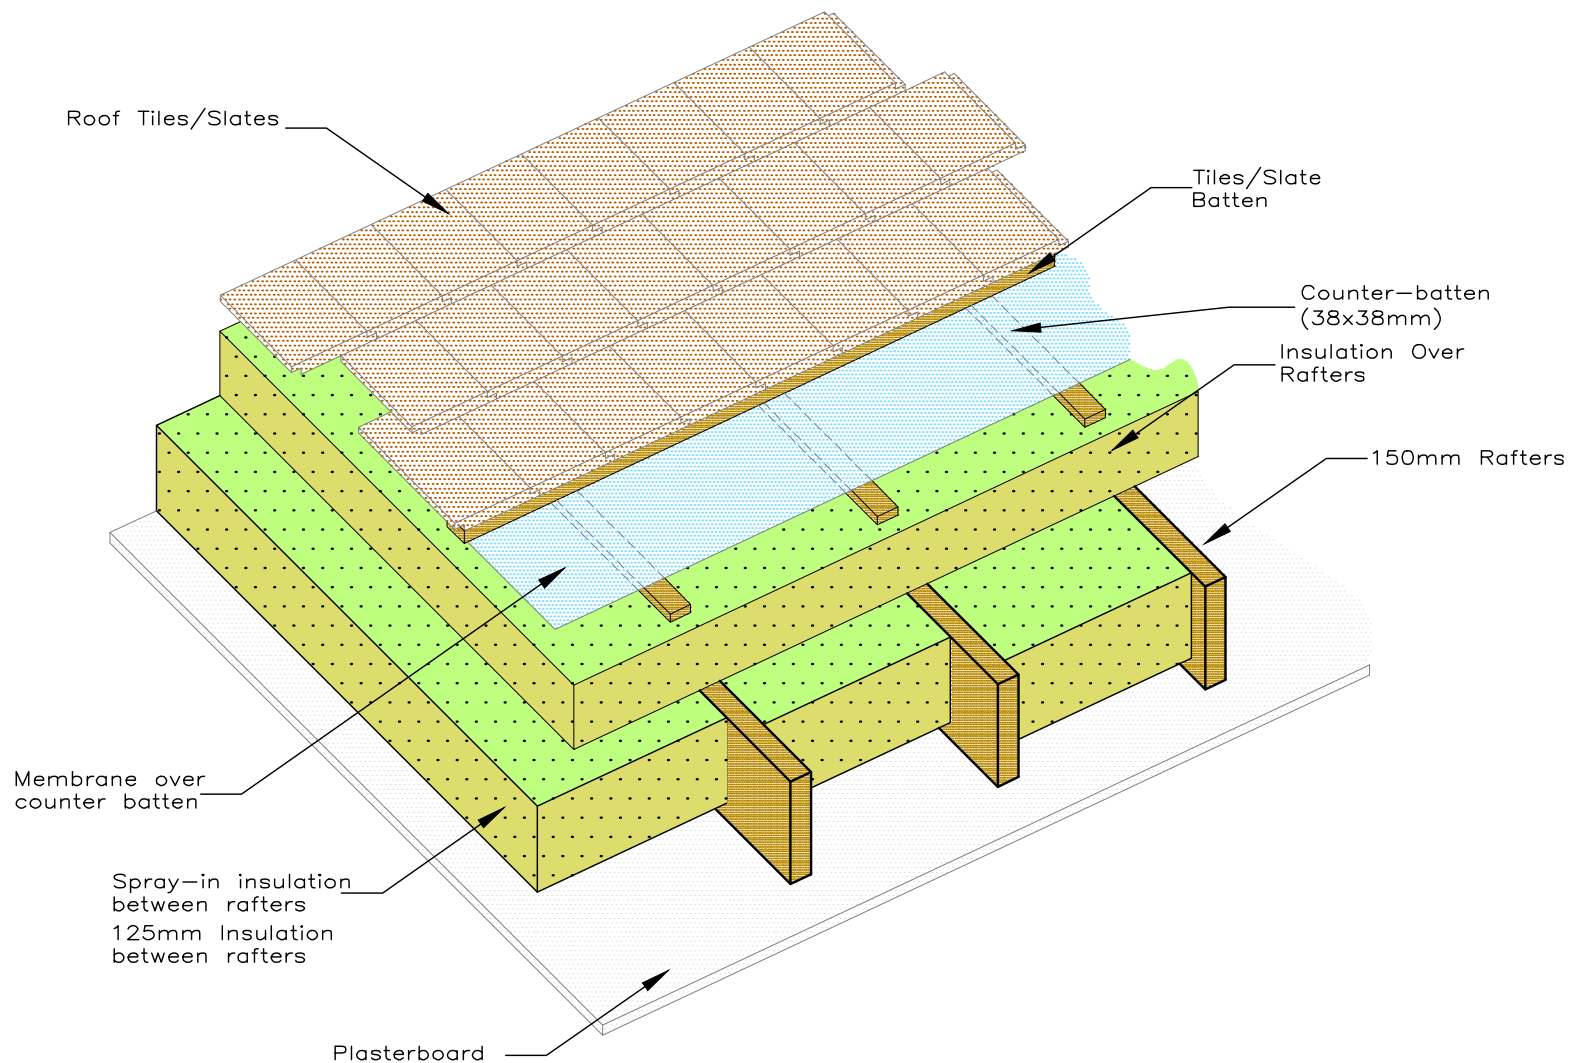 Roof Tiles/Slates
Tiles/Slate
Batten
Counter-batten
(38x38mm)
Insulation Over
Rafters
150mm Rafters
Membrane over
counter batten
Spray-in insulation
between rafters
125mm Insulation
between rafters
Plasterboard